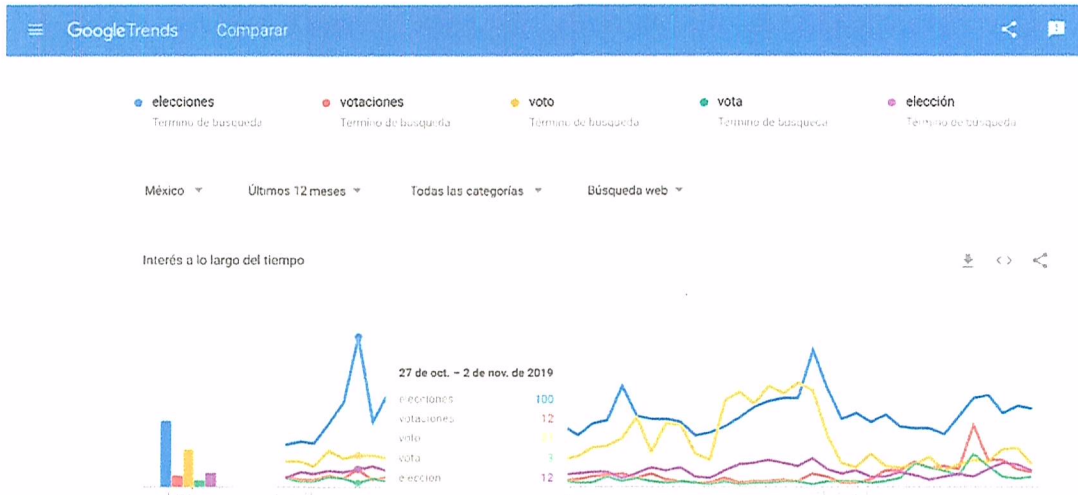 GoogleTrends Comparar
elecciones votaciones voto vota elección
Término de búsqueda Término de búsqueda Término de búsqueda Término de búsqueda Término de búsqueda
México Últimos 12 meses Todas las categorías Búsqueda web
Interés a lo largo del tiempo
27 de oct. – 2 de nov. de 2019
elecciones 100
votaciones 12
voto
vota 3
elección 12